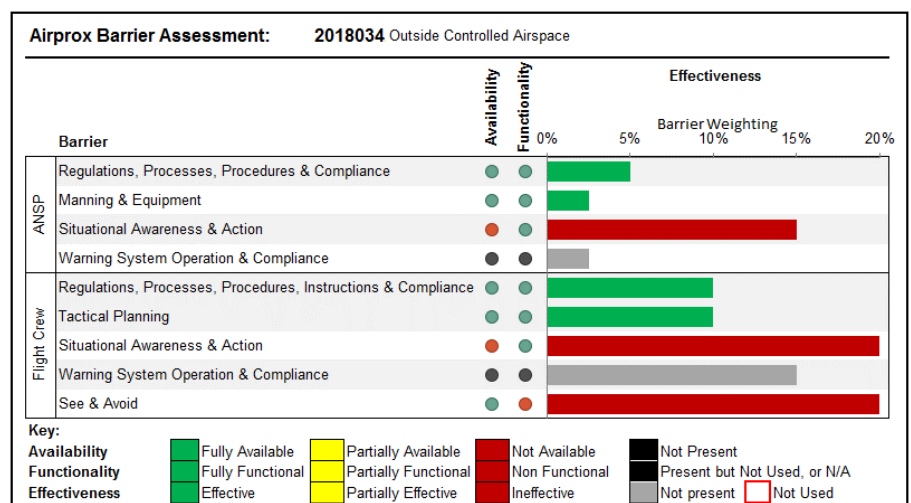 Airprox Barrier Assessment: 2018034 Outside Controlled Airspace
Availability
Functionality
Effectiveness
Barrier Weighting
Barrier
0% 5% 10% 15% 20%
ANSP
Regulations, Processes, Procedures & Compliance
Manning & Equipment
Situational Awareness & Action
Warning System Operation & Compliance
Flight Crew
Regulations, Processes, Procedures, Instructions & Compliance
Tactical Planning
Situational Awareness & Action
Warning System Operation & Compliance
See & Avoid
Key:
Availability Fully Available Partially Available Not Available Not Present
Functionality Fully Functional Partially Functional Non Functional Present but Not Used, or N/A
Effectiveness Effective Partially Effective Ineffective Not present Not Used